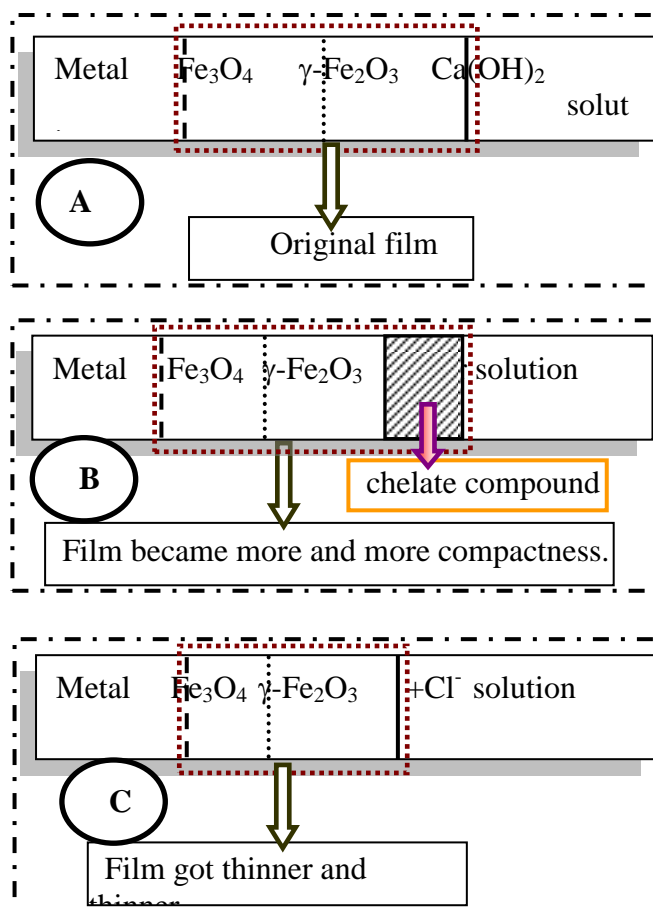 Metal Fe₃O₄ γ-Fe₂O₃ Ca(OH)₂
solut
A
Original film
Metal Fe₃O₄ γ-Fe₂O₃ solution
B
chelate compound
Film became more and more compactness.
Metal Fe₃O₄ γ-Fe₂O₃ +Cl⁻ solution
C
Film got thinner and
thinner